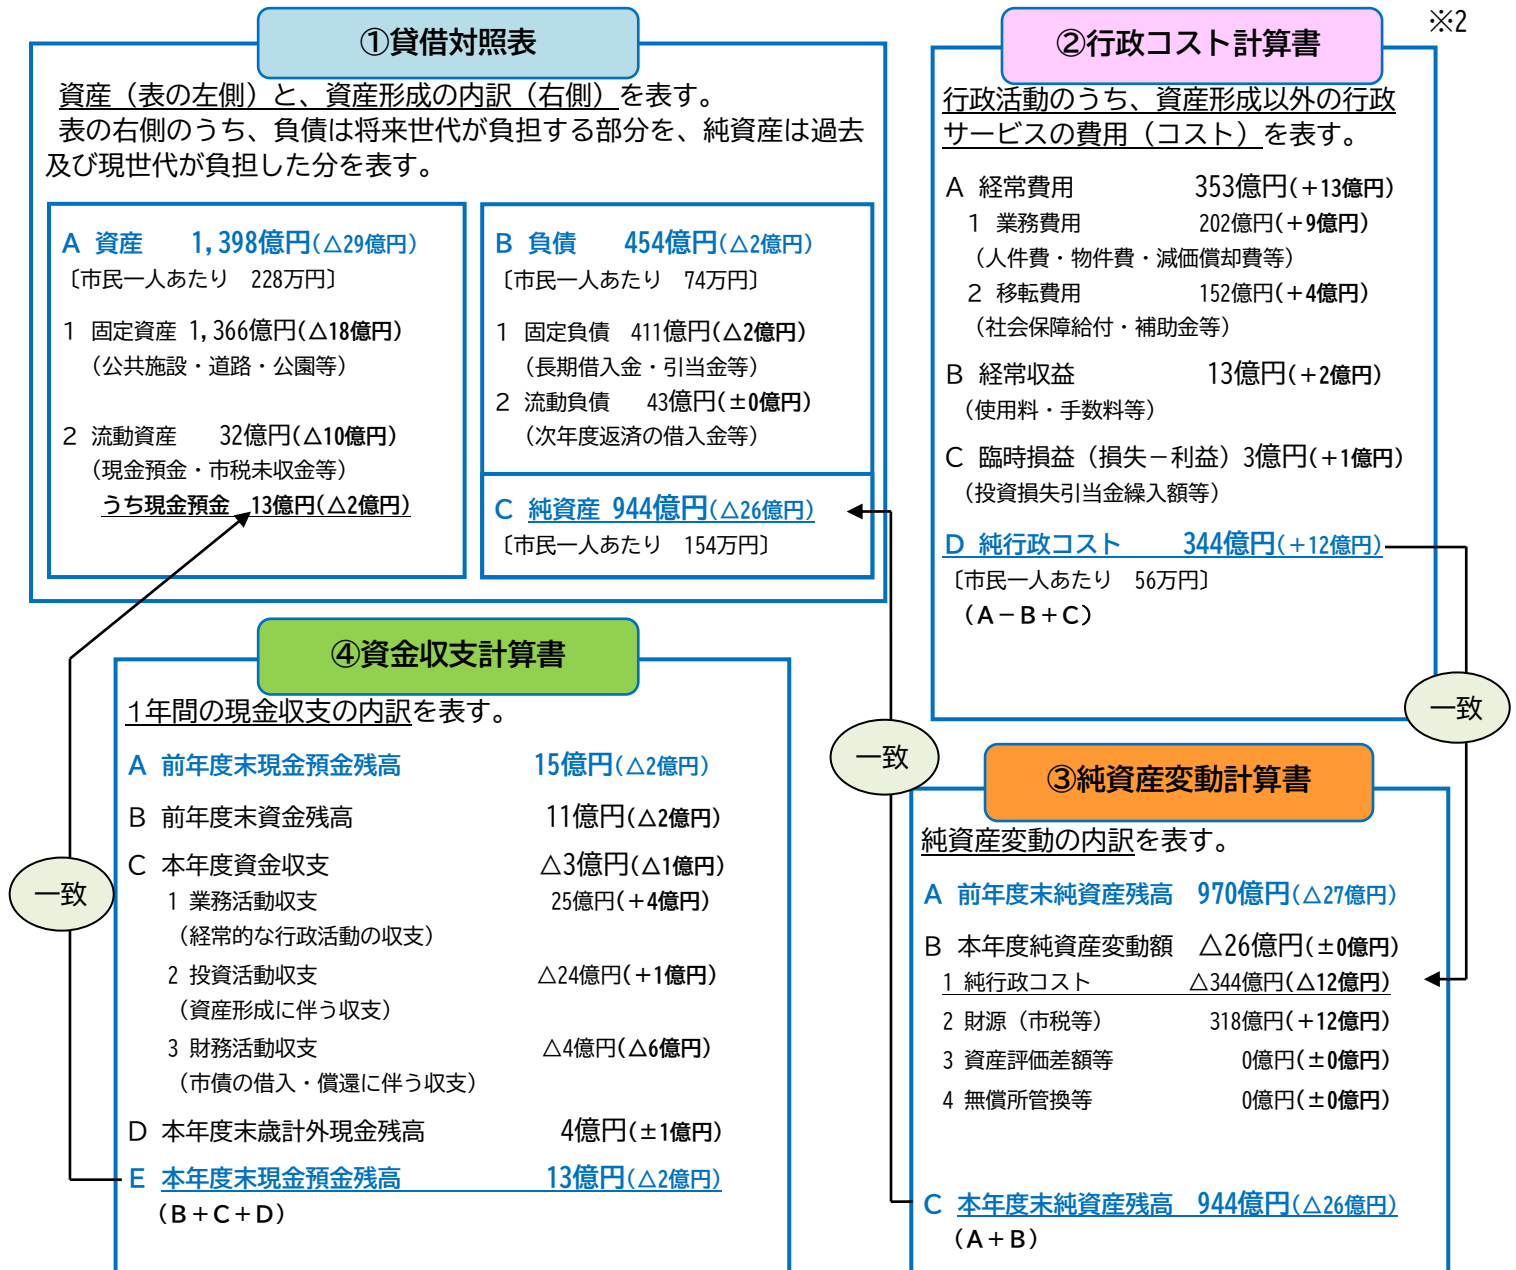 ①貸借対照表
資産（表の左側）と、資産形成の内訳（右側）を表す。
表の右側のうち、負債は将来世代が負担する部分を、純資産は過去
及び現世代が負担した分を表す。
A 資産 1,398億円(△29億円)
〔市民一人あたり 228万円〕
1 固定資産 1,366億円(△18億円)
（公共施設・道路・公園等）
2 流動資産 32億円(△10億円)
（現金預金・市税未収金等）
うち現金預金 13億円(△2億円)
B 負債 454億円(△2億円)
〔市民一人あたり 74万円〕
1 固定負債 411億円(△2億円)
（長期借入金・引当金等）
2 流動負債 43億円(±0億円)
（次年度返済の借入金等）
C 純資産 944億円(△26億円)
〔市民一人あたり 154万円〕
※2
②行政コスト計算書
行政活動のうち、資産形成以外の行政
サービスの費用（コスト）を表す。
A 経常費用 353億円(+13億円)
1 業務費用 202億円(+9億円)
（人件費・物件費・減価償却費等）
2 移転費用 152億円(+4億円)
（社会保障給付・補助金等）
B 経常収益 13億円(+2億円)
（使用料・手数料等）
C 臨時損益（損失－利益）3億円(+1億円)
（投資損失引当金繰入額等）
D 純行政コスト 344億円(+12億円)
〔市民一人あたり 56万円〕
（A－B＋C）
一致
④資金収支計算書
1年間の現金収支の内訳を表す。
A 前年度末現金預金残高 15億円(△2億円)
B 前年度末資金残高 11億円(△2億円)
C 本年度資金収支 △3億円(△1億円)
1 業務活動収支 25億円(+4億円)
（経常的な行政活動の収支）
2 投資活動収支 △24億円(+1億円)
（資産形成に伴う収支）
3 財務活動収支 △4億円(△6億円)
（市債の借入・償還に伴う収支）
D 本年度末歳計外現金残高 4億円(±1億円)
E 本年度末現金預金残高 13億円(△2億円)
（B＋C＋D）
一致
一致
③純資産変動計算書
純資産変動の内訳を表す。
A 前年度末純資産残高 970億円(△27億円)
B 本年度純資産変動額 △26億円(±0億円)
1 純行政コスト △344億円(△12億円)
2 財源（市税等） 318億円(+12億円)
3 資産評価差額等 0億円(±0億円)
4 無償所管換等 0億円(±0億円)
C 本年度末純資産残高 944億円(△26億円)
（A＋B）